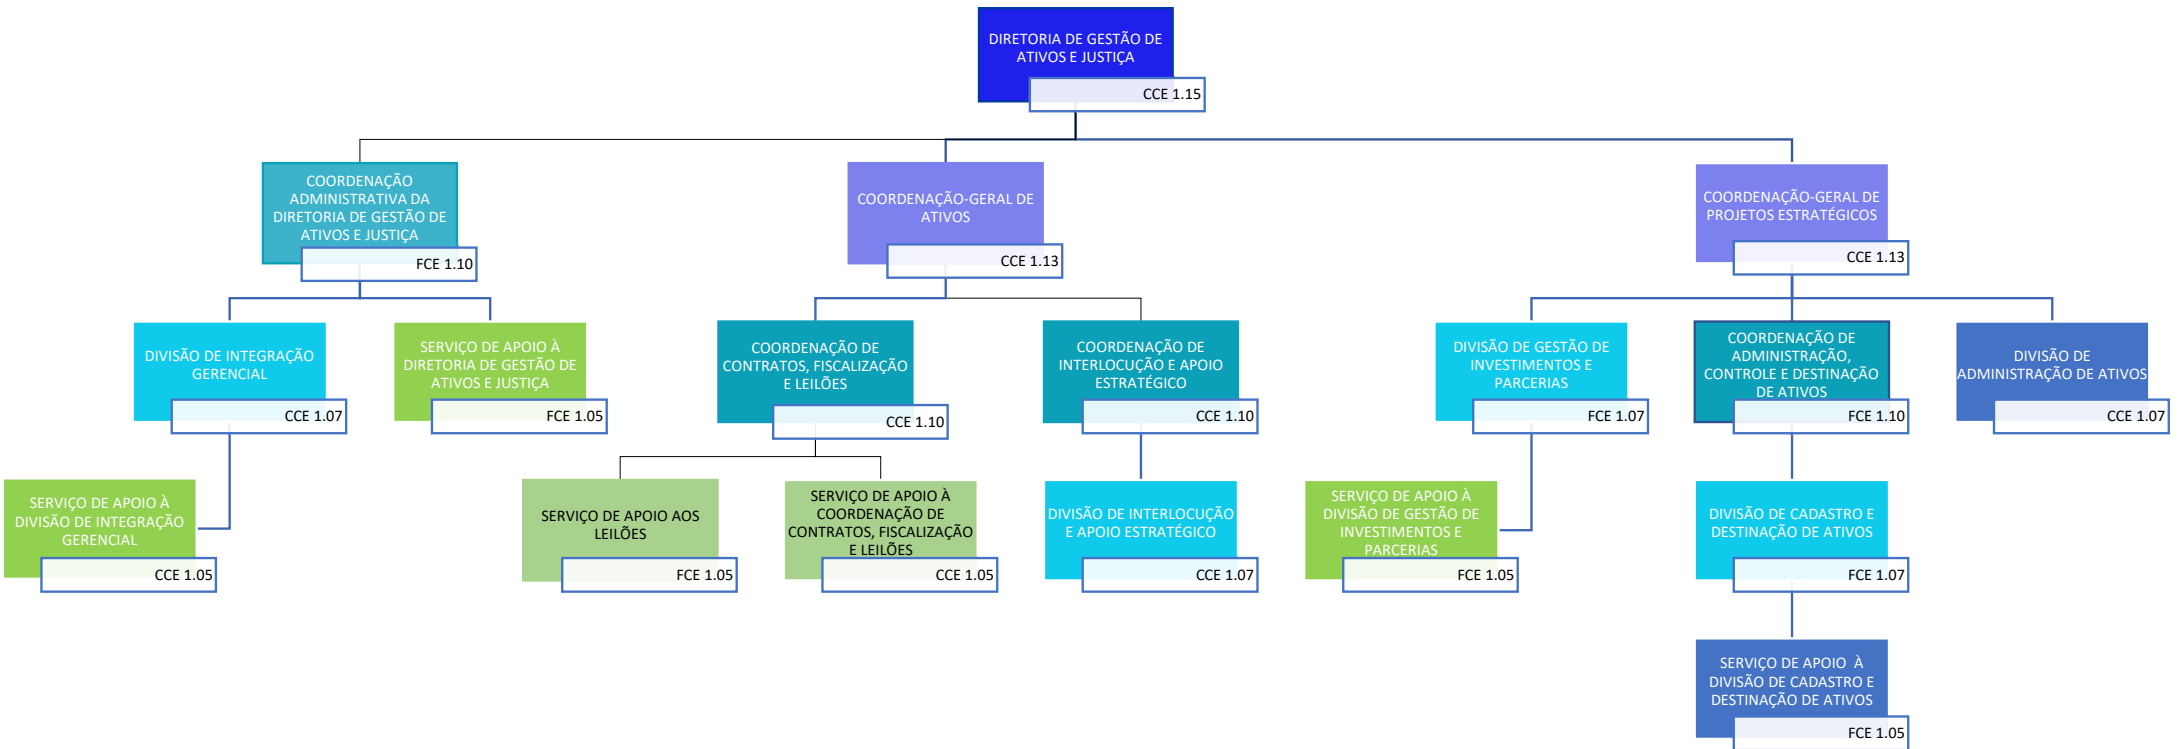 DIRETORIA DE GESTÃO DE
ATIVOS E JUSTIÇA
CCE 1.15
COORDENAÇÃO
ADMINISTRATIVA DA
DIRETORIA DE GESTÃO DE
ATIVOS E JUSTIÇA
FCE 1.10
COORDENAÇÃO-GERAL DE
ATIVOS
CCE 1.13
COORDENAÇÃO-GERAL DE
PROJETOS ESTRATÉGICOS
CCE 1.13
DIVISÃO DE INTEGRAÇÃO
GERENCIAL
CCE 1.07
SERVIÇO DE APOIO À
DIRETORIA DE GESTÃO DE
ATIVOS E JUSTIÇA
FCE 1.05
COORDENAÇÃO DE
CONTRATOS, FISCALIZAÇÃO
E LEILÕES
CCE 1.10
COORDENAÇÃO DE
INTERLOCUÇÃO E APOIO
ESTRATÉGICO
CCE 1.10
DIVISÃO DE GESTÃO DE
INVESTIMENTOS E
PARCERIAS
FCE 1.07
COORDENAÇÃO DE
ADMINISTRAÇÃO,
CONTROLE E DESTINAÇÃO
DE ATIVOS
FCE 1.10
DIVISÃO DE
ADMINISTRAÇÃO DE ATIVOS
CCE 1.07
SERVIÇO DE APOIO À
DIVISÃO DE INTEGRAÇÃO
GERENCIAL
CCE 1.05
SERVIÇO DE APOIO AOS
LEILÕES
FCE 1.05
SERVIÇO DE APOIO À
COORDENAÇÃO DE
CONTRATOS, FISCALIZAÇÃO
E LEILÕES
CCE 1.05
DIVISÃO DE INTERLOCUÇÃO
E APOIO ESTRATÉGICO
CCE 1.07
SERVIÇO DE APOIO À
DIVISÃO DE GESTÃO DE
INVESTIMENTOS E
PARCERIAS
FCE 1.05
DIVISÃO DE CADASTRO E
DESTINAÇÃO DE ATIVOS
FCE 1.07
SERVIÇO DE APOIO À
DIVISÃO DE CADASTRO E
DESTINAÇÃO DE ATIVOS
FCE 1.05